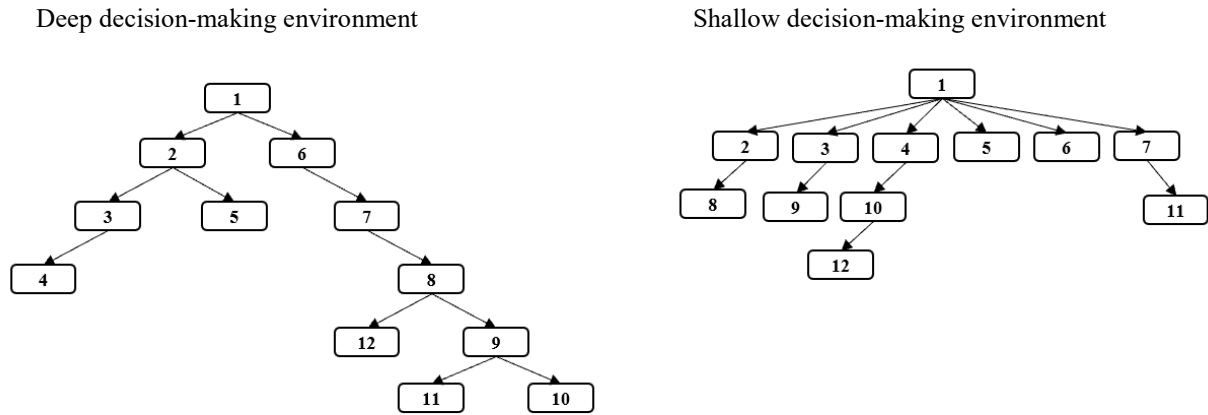 Deep decision-making environment
Shallow decision-making environment
1
2 6
3 5 7
4 8
12 9
11 10
1
2 3 4 5 6 7
8 9 10 11
12